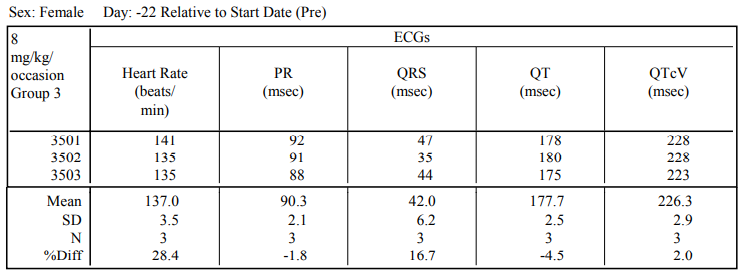 Sex: Female Day: -22 Relative to Start Date (Pre)
8 mg/kg/occasion Group 3 ECGs
Heart Rate (beats/min) PR (msec) QRS (msec) QT (msec) QTcV (msec)
3501 141 92 47 178 228
3502 135 91 35 180 228
3503 135 88 44 175 223
Mean 137.0 90.3 42.0 177.7 226.3
SD 3.5 2.1 6.2 2.5 2.9
N 3 3 3 3 3
%Diff 28.4 -1.8 16.7 -4.5 2.0